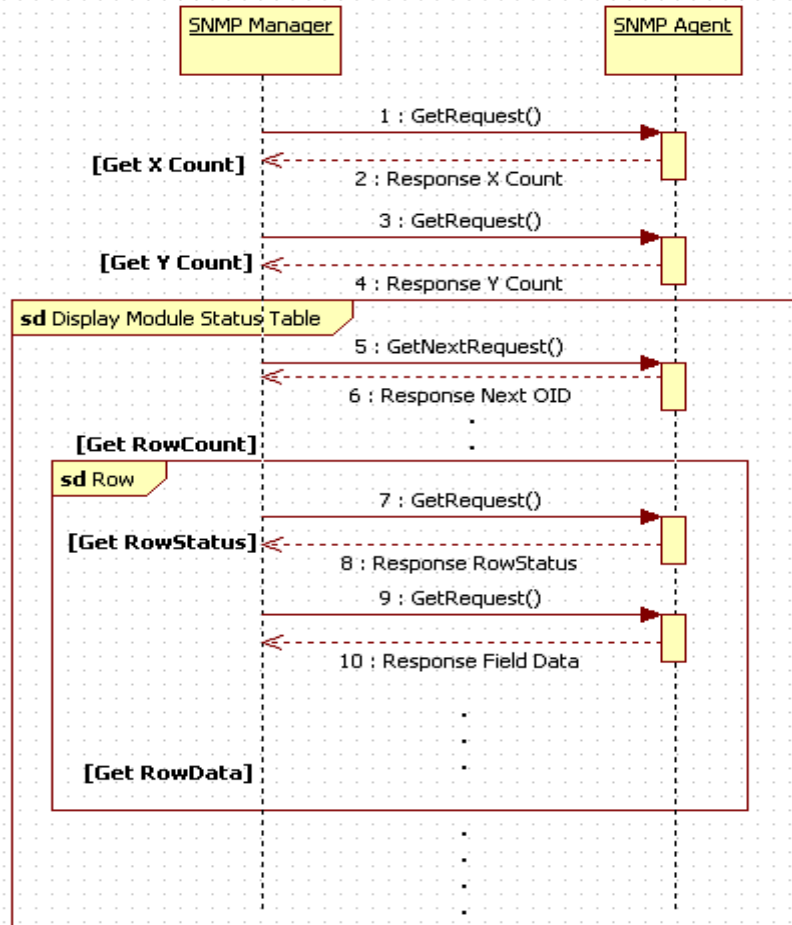 SNMP Manager
SNMP Agent
1 : GetRequest()
[Get X Count]
2 : Response X Count
3 : GetRequest()
[Get Y Count]
4 : Response Y Count
sd Display Module Status Table
5 : GetNextRequest()
6 : Response Next OID
[Get RowCount]
sd Row
7 : GetRequest()
[Get RowStatus]
8 : Response RowStatus
9 : GetRequest()
10 : Response Field Data
[Get RowData]